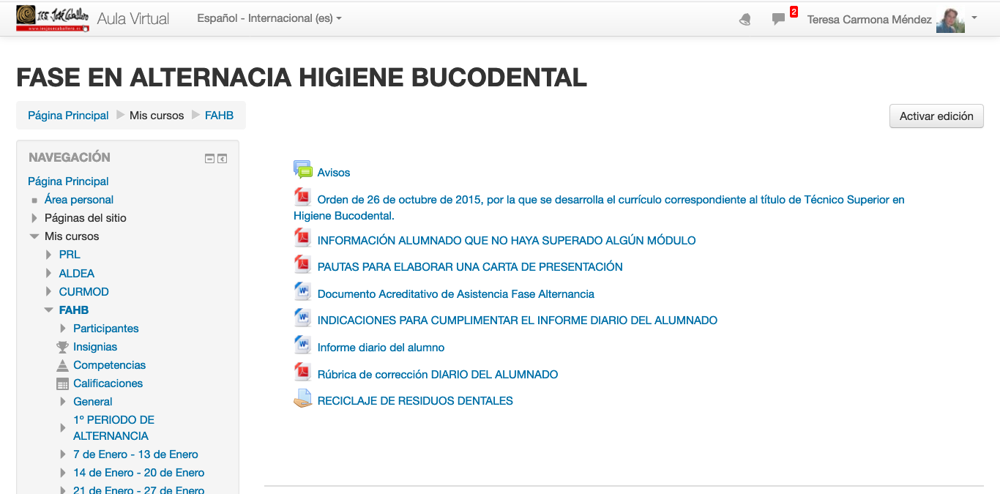 ies José Caballero
www.iesjosecaballero.es
Aula Virtual
Español - Internacional (es)
2
Teresa Carmona Méndez
FASE EN ALTERNACIA HIGIENE BUCODENTAL
Página Principal
Mis cursos
FAHB
Activar edición
NAVEGACIÓN
Página Principal
Área personal
Páginas del sitio
Mis cursos
PRL
ALDEA
CURMOD
FAHB
Participantes
Insignias
Competencias
Calificaciones
General
1º PERIODO DE
ALTERNANCIA
7 de Enero - 13 de Enero
14 de Enero - 20 de Enero
21 de Enero - 27 de Enero
Avisos
Orden de 26 de octubre de 2015, por la que se desarrolla el currículo correspondiente al título de Técnico Superior en
Higiene Bucodental.
INFORMACIÓN ALUMNADO QUE NO HAYA SUPERADO ALGÚN MÓDULO
PAUTAS PARA ELABORAR UNA CARTA DE PRESENTACIÓN
Documento Acreditativo de Asistencia Fase Alternancia
INDICACIONES PARA CUMPLIMENTAR EL INFORME DIARIO DEL ALUMNADO
Informe diario del alumno
Rúbrica de corrección DIARIO DEL ALUMNADO
RECICLAJE DE RESIDUOS DENTALES